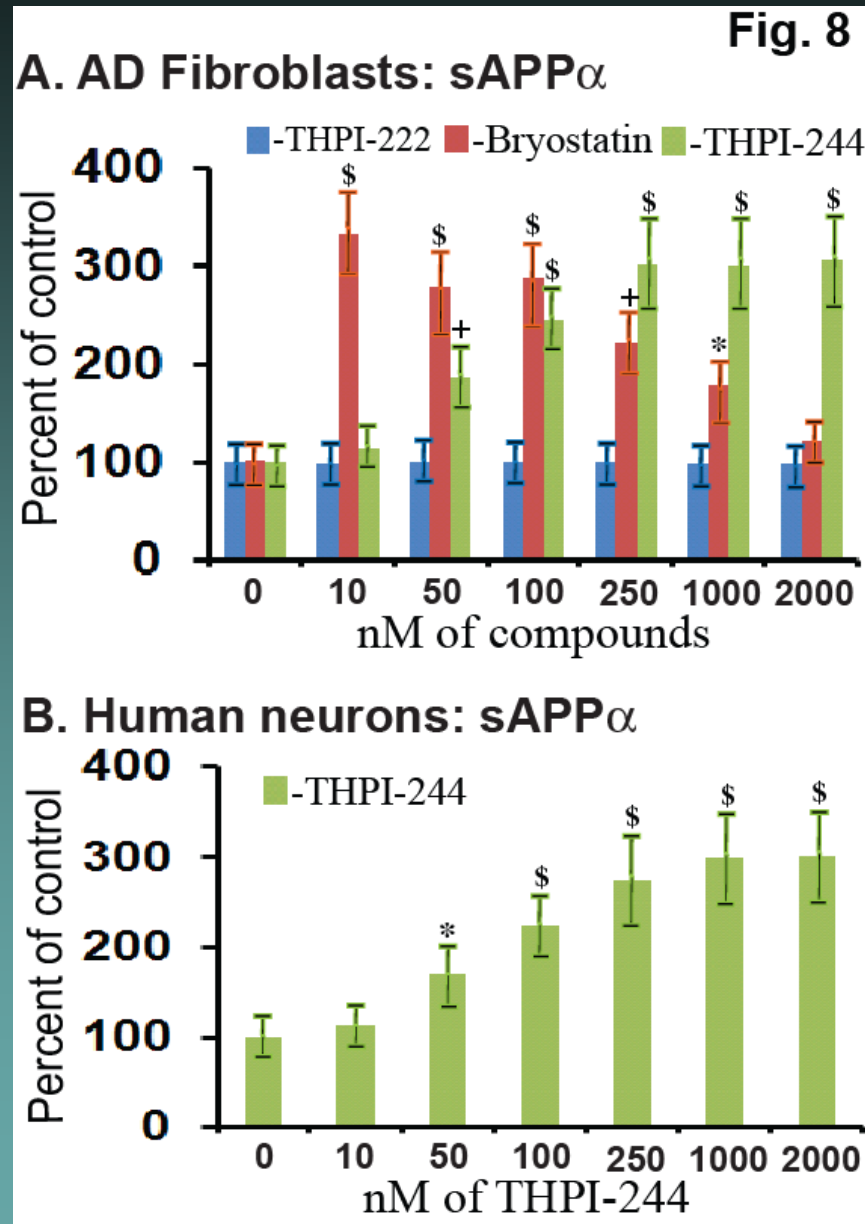 Fig. 8
A. AD Fibroblasts: sAPPα
-THPI-222 -Bryostatin -THPI-244
Percent of control
400
300
200
100
0
$ $ $ $ $ $ $
+ +
*
0 10 50 100 250 1000 2000
nM of compounds
B. Human neurons: sAPPα
-THPI-244
Percent of control
400
300
200
100
0
* $ $ $ $
0 10 50 100 250 1000 2000
nM of THPI-244